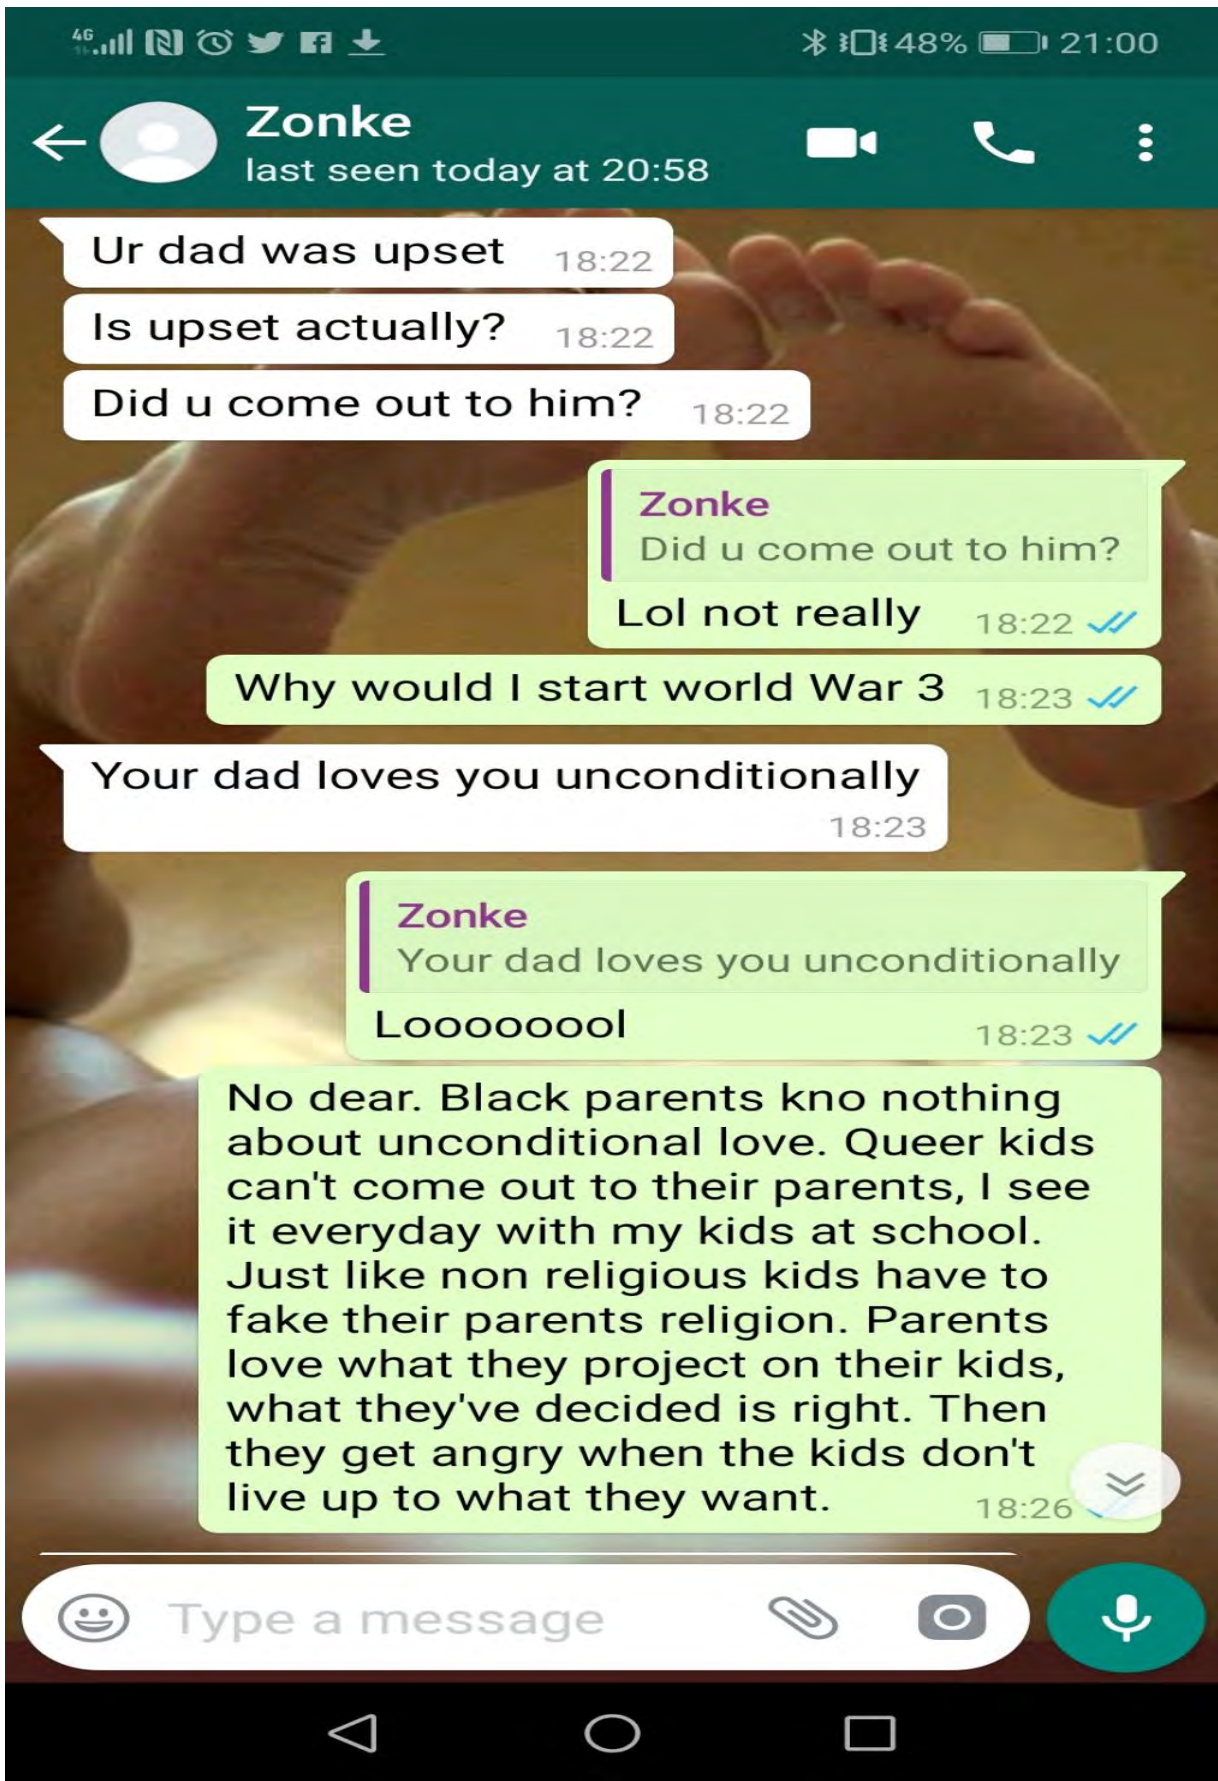 4G
48% 21:00
Zonke
last seen today at 20:58
Ur dad was upset 18:22
Is upset actually? 18:22
Did u come out to him? 18:22
Zonke
Did u come out to him?
Lol not really 18:22
Why would I start world War 3 18:23
Your dad loves you unconditionally
18:23
Zonke
Your dad loves you unconditionally
Loooooool 18:23
No dear. Black parents kno nothing
about unconditional love. Queer kids
can't come out to their parents, I see
it everyday with my kids at school.
Just like non religious kids have to
fake their parents religion. Parents
love what they project on their kids,
what they've decided is right. Then
they get angry when the kids don't
live up to what they want. 18:26
Type a message